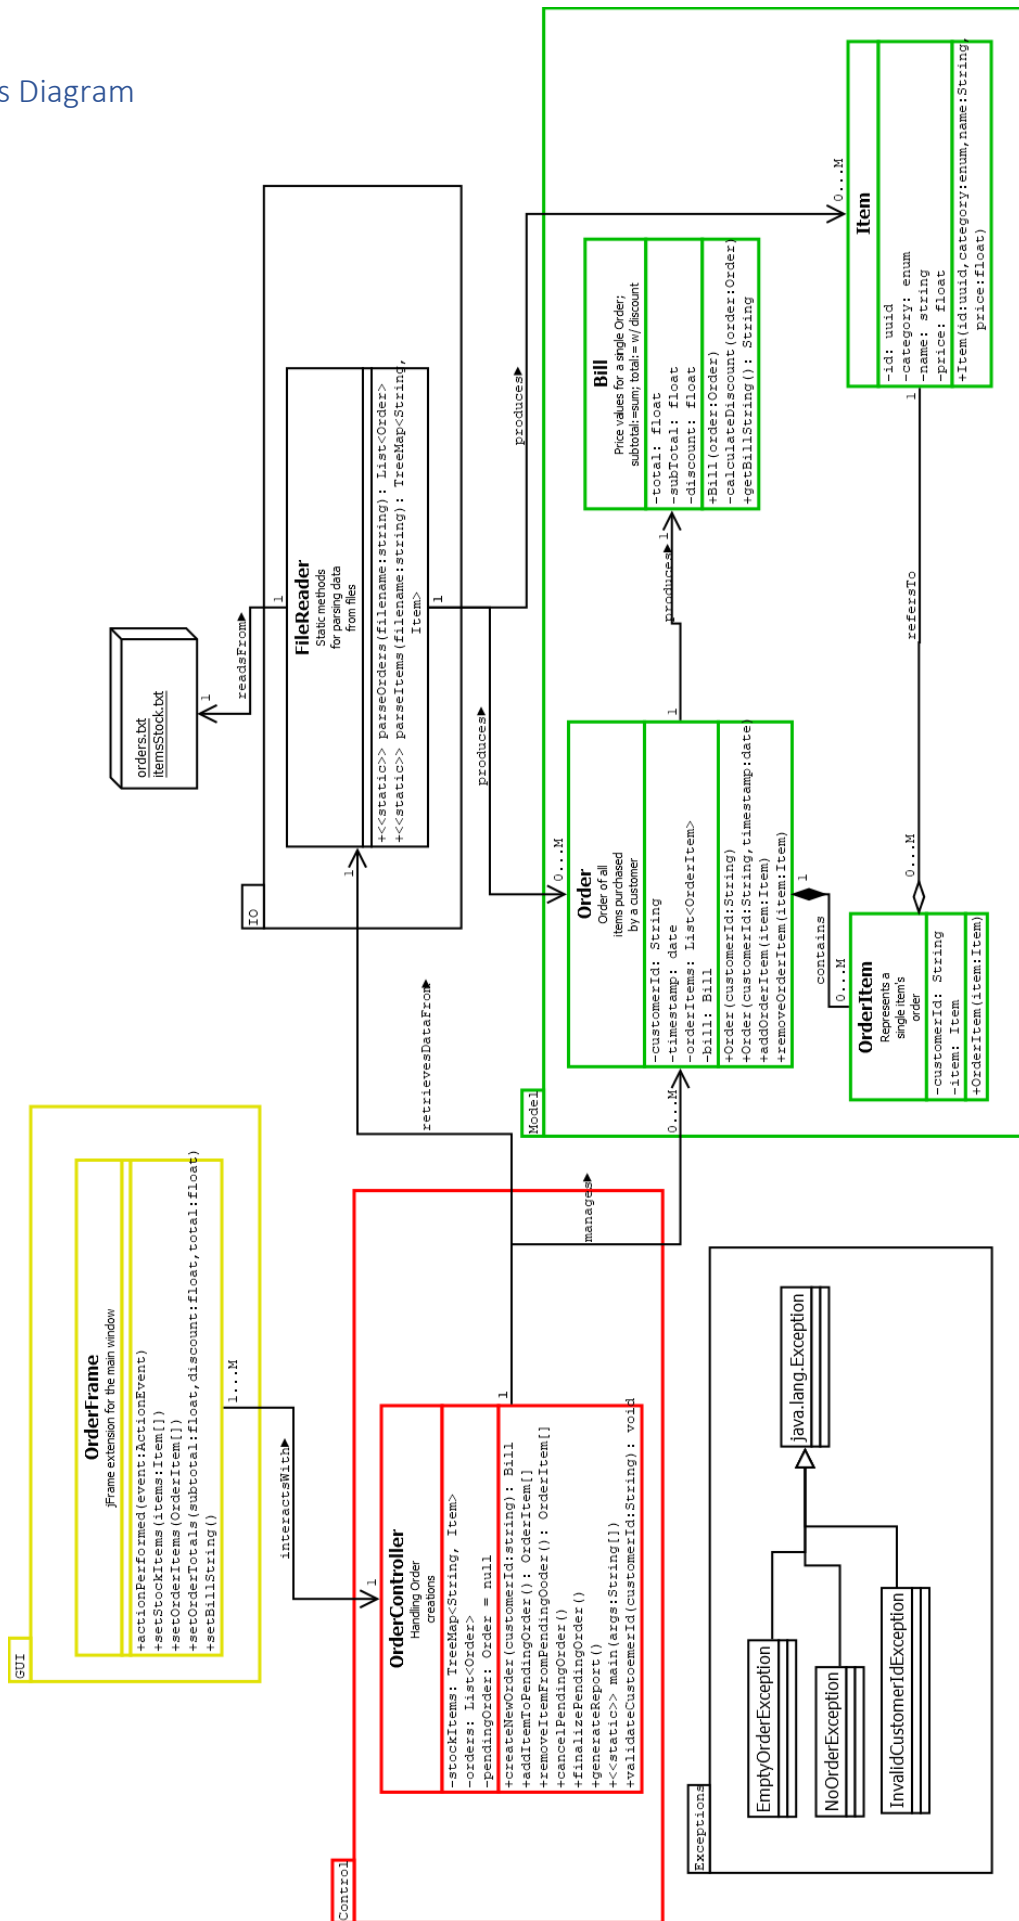 s Diagram
GUI
OrderFrame
jFrame extension for the main window
+actionPerformed(event:ActionEvent)
+setStockItems(items:Item[])
+setOrderItems(OrderItem[])
+setOrderTotals(subtotal:float,discount:float,total:float)
+setBillString()
1...M
interactsWith▶
1
Control
OrderController
Handling Order
creations
-stockItems: TreeMap<String, Item>
-orders: List<Order>
-pendingOrder: Order = null
+createNewOrder(customerId:string): Bill
+addItemToPendingOrder(): OrderItem[]
+removeItemFromPendingOoder(): OrderItem[]
+cancelPendingOrder()
+finalizePendingOrder()
+generateReport()
+<<static>> main(args:String[])
+validateCustoemerId(customerId:String): void
1
retrievesDataFrom▶
1
manages▶
0...M
orders.txt
itemsStock.txt
1
readsFrom▶
1
IO
FileReader
Static methods
for parsing data
from files
+<<static>> parseOrders(filename:string): List<Order>
+<<static>> parseItems(filename:string): TreeMap<String,
Item>
1
produces▶
0...M
produces▶
0...M
Model
Order
Order of all
items purchased
by a customer
-customerId: String
-timestamp: date
-orderItems: List<OrderItem>
-bill: Bill
+Order(customerId:String)
+Order(customerId:String,timestamp:date)
+addOrderItem(item:Item)
+removeOrderItem(item:Item)
1
produces▶
1
Bill
Price values for a single Order;
subtotal:=sum; total:= w/ discount
-total: float
-subTotal: float
-discount: float
+Bill(order:Order)
-calculateDiscount(order:Order)
+getBillString(): String
1
contains
0...M
OrderItem
Represents a
single item's
order
-customerId: String
-item: Item
+OrderItem(item:Item)
0...M
refersTo
1
Item
-id: uuid
-category: enum
-name: string
-price: float
+Item(id:uuid,category:enum,name:String,
price:float)
Exceptions
EmptyOrderException
NoOrderException
InvalidCustomerIdException
java.lang.Exception